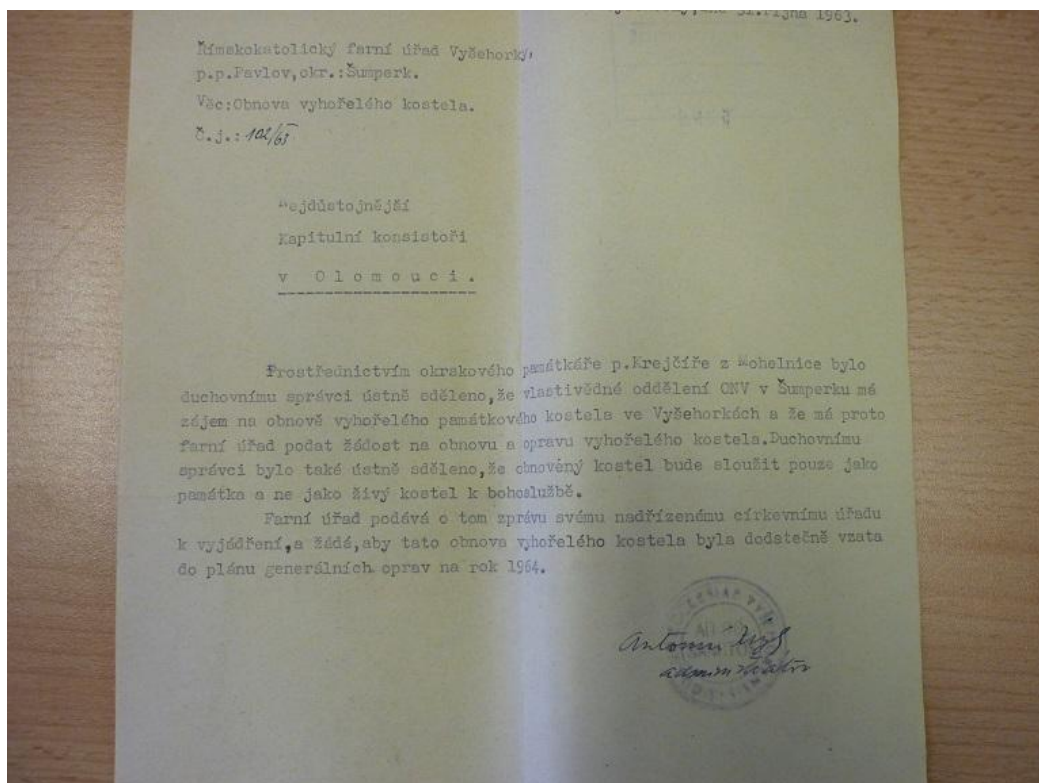 dne 31.října 1963.
Římskokatolický farní úřad Vyšehorky,
p.p.Pavlov,okr.:Šumperk.
Věc:Obnova vyhořelého kostela.
Č.j.: 102/63
Nejdůstojnější
Kapitulní konsistoři
v Olomouci.
Prostřednictvím okrskového památkáře p.Krejčíře z Mohelnice bylo
duchovnímu správci ústně sděleno,že vlastivědné oddělení ONV v Šumperku má
zájem na obnově vyhořelého památkového kostela ve Vyšehorkách a že má proto
farní úřad podat žádost na obnovu a opravu vyhořelého kostela.Duchovnímu
správci bylo také ústně sděleno,že obnovéný kostel bude sloužit pouze jako
památka a ne jako živý kostel k bohoslužbě.
Farní úřad podává o tom zprávu svému nadřízenému církevnímu úřadu
k vyjádření,a žádá,aby tato obnova vyhořelého kostela byla dodatečně vzata
do plánu generálních oprav na rok 1964.
Antonín
administrátor